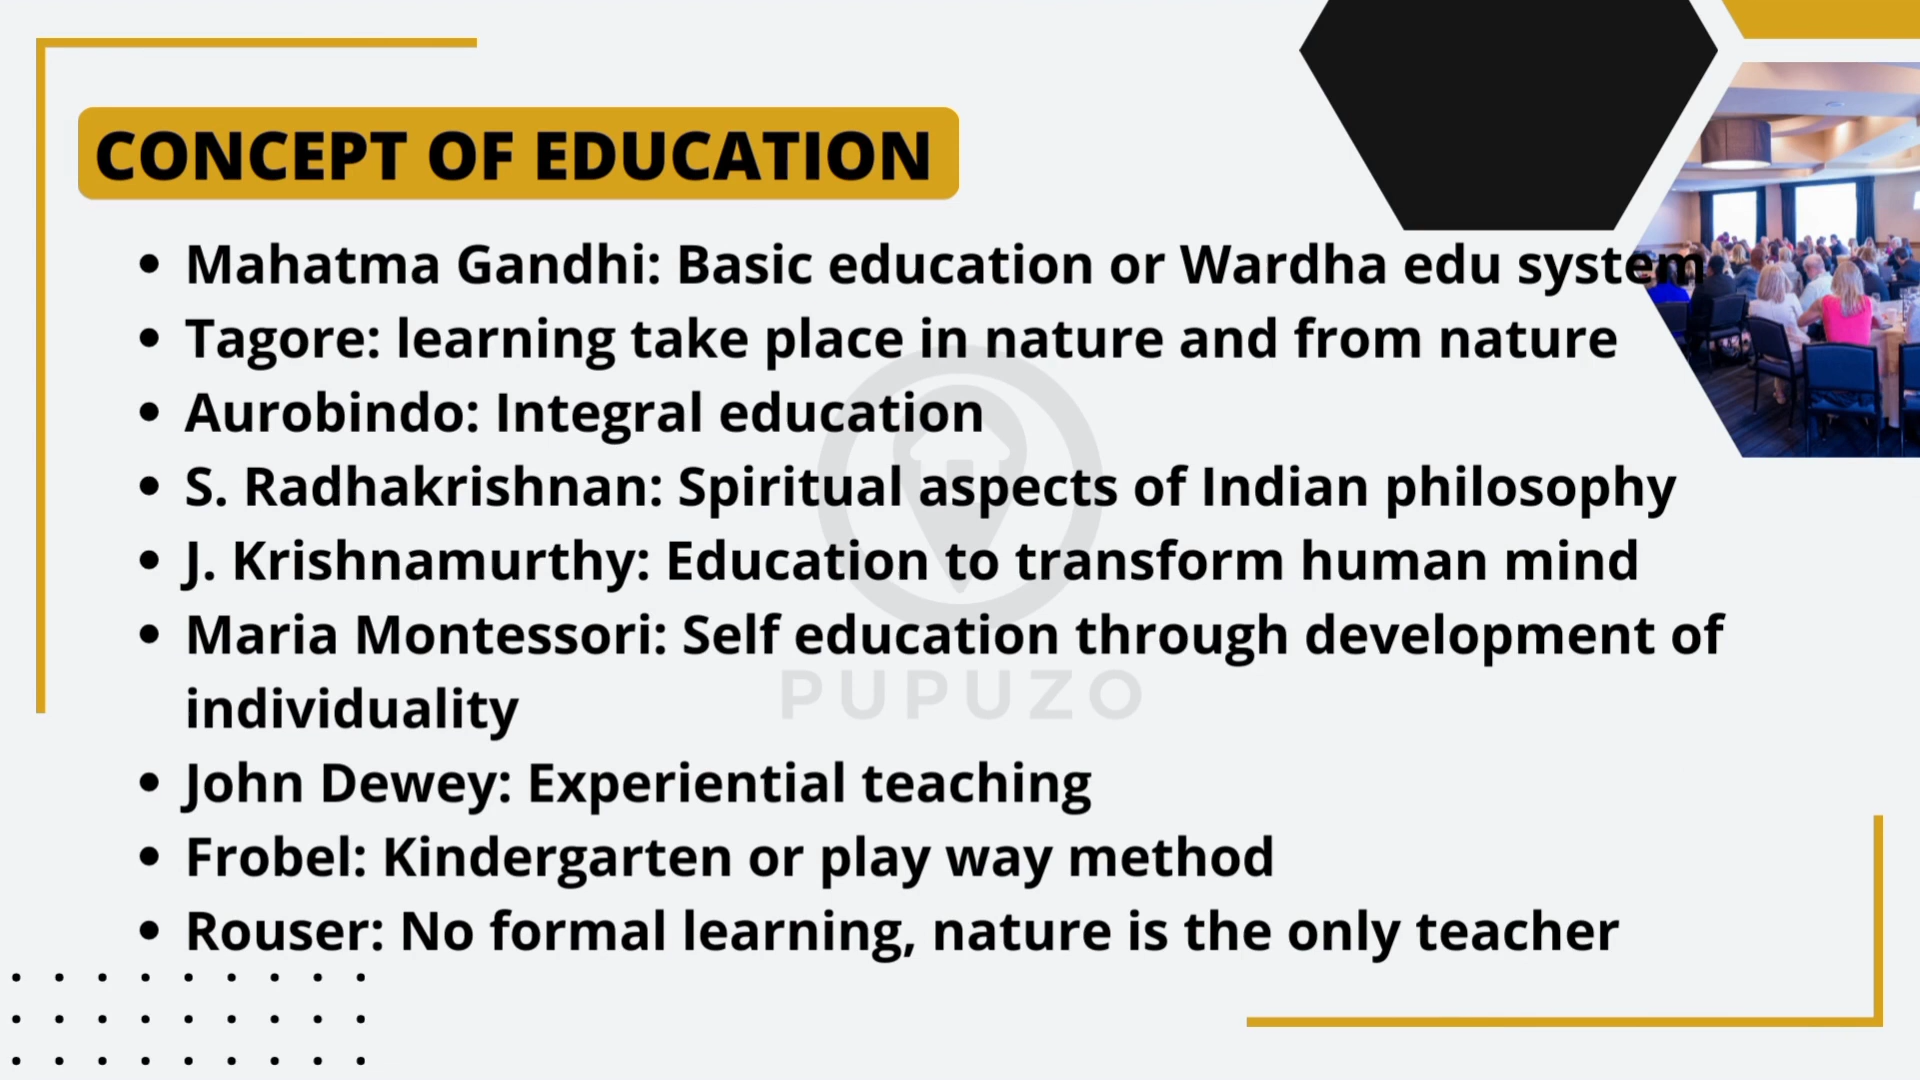 CONCEPT OF EDUCATION
• Mahatma Gandhi: Basic education or Wardha edu system
• Tagore: learning take place in nature and from nature
• Aurobindo: Integral education
• S. Radhakrishnan: Spiritual aspects of Indian philosophy
• J. Krishnamurthy: Education to transform human mind
• Maria Montessori: Self education through development of
individuality
PUPUZO
• John Dewey: Experiential teaching
• Frobel: Kindergarten or play way method
• Rouser: No formal learning, nature is the only teacher